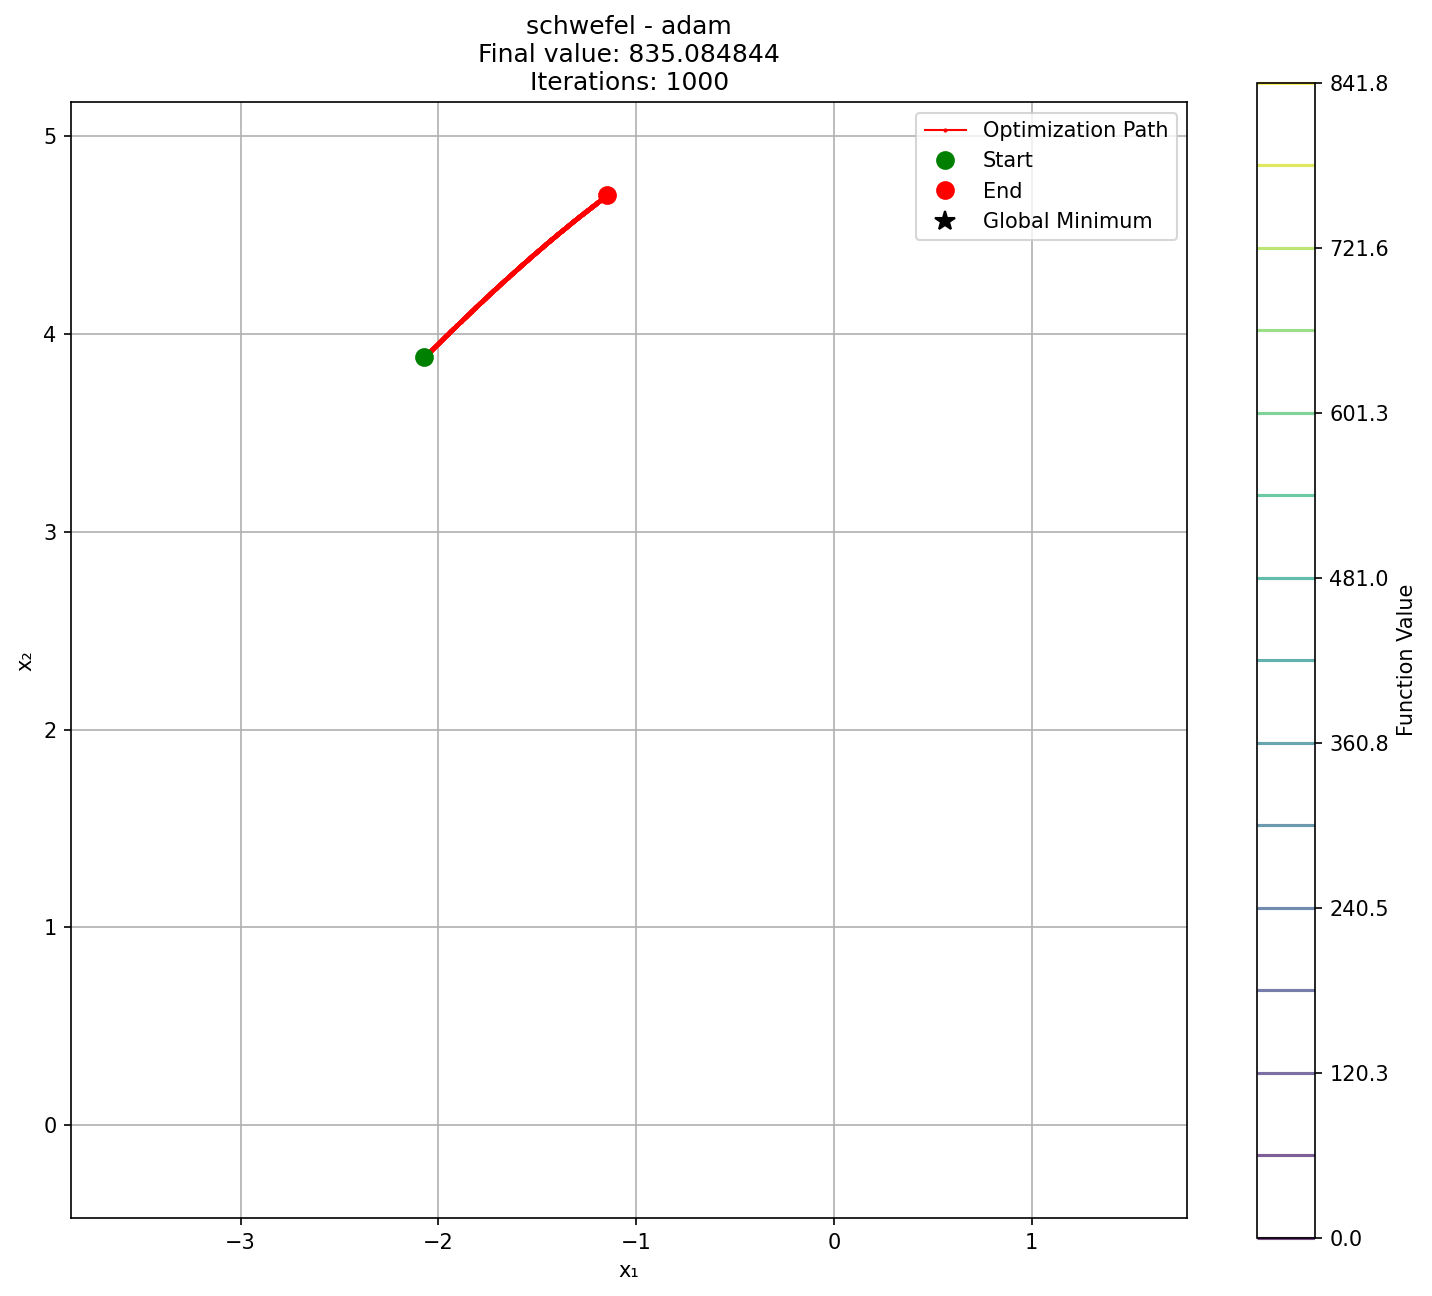 schwefel - adam
Final value: 835.084844
Iterations: 1000
Optimization Path
Start
End
Global Minimum
5
4
3
2
1
0
x₂
−3
−2
−1
0
1
x₁
841.8
721.6
601.3
481.0
360.8
240.5
120.3
0.0
Function Value